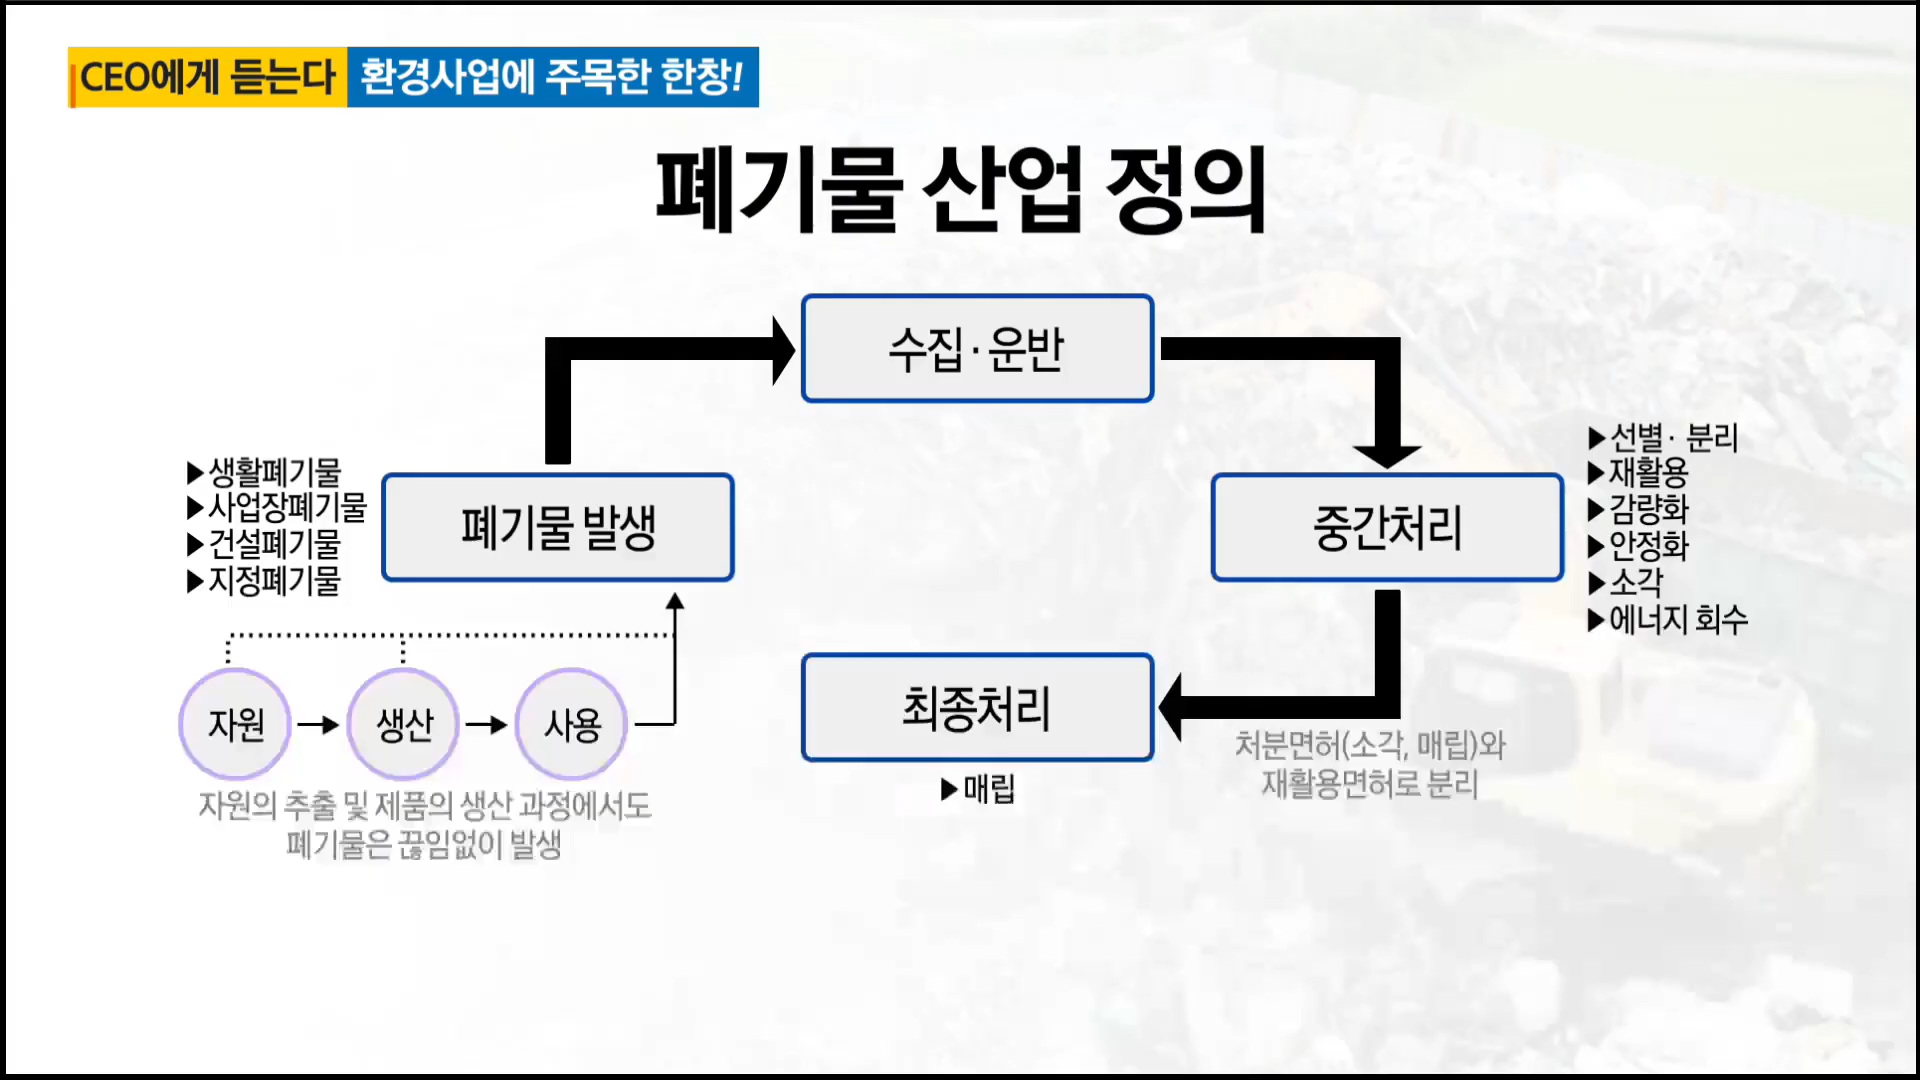 CEO에게 듣는다 환경사업에 주목한 한창!
폐기물 산업 정의
수집·운반
▶생활폐기물
▶사업장폐기물
▶건설폐기물
▶지정폐기물
폐기물 발생
중간처리
▶선별· 분리
▶재활용
▶감량화
▶안정화
▶소각
▶에너지 회수
자원
생산
사용
자원의 추출 및 제품의 생산 과정에서도
폐기물은 끊임없이 발생
최종처리
▶매립
처분면허(소각, 매립)와
재활용면허로 분리